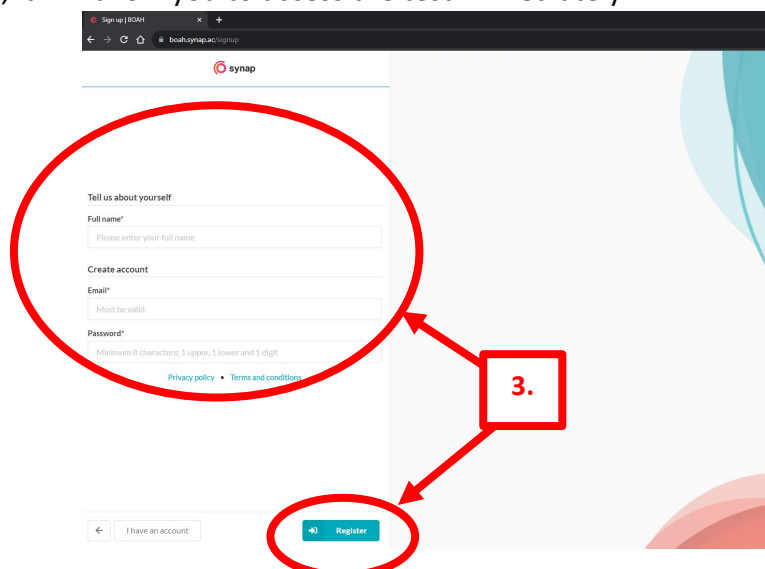 Sign up | BOAH
boah.synap.ac/signup
synap
Tell us about yourself
Full name*
Please enter your full name
Create account
Email*
Must be valid
Password*
Minimum 8 characters; 1 upper, 1 lower and 1 digit
Privacy policy • Terms and conditions
3.
I have an account
Register